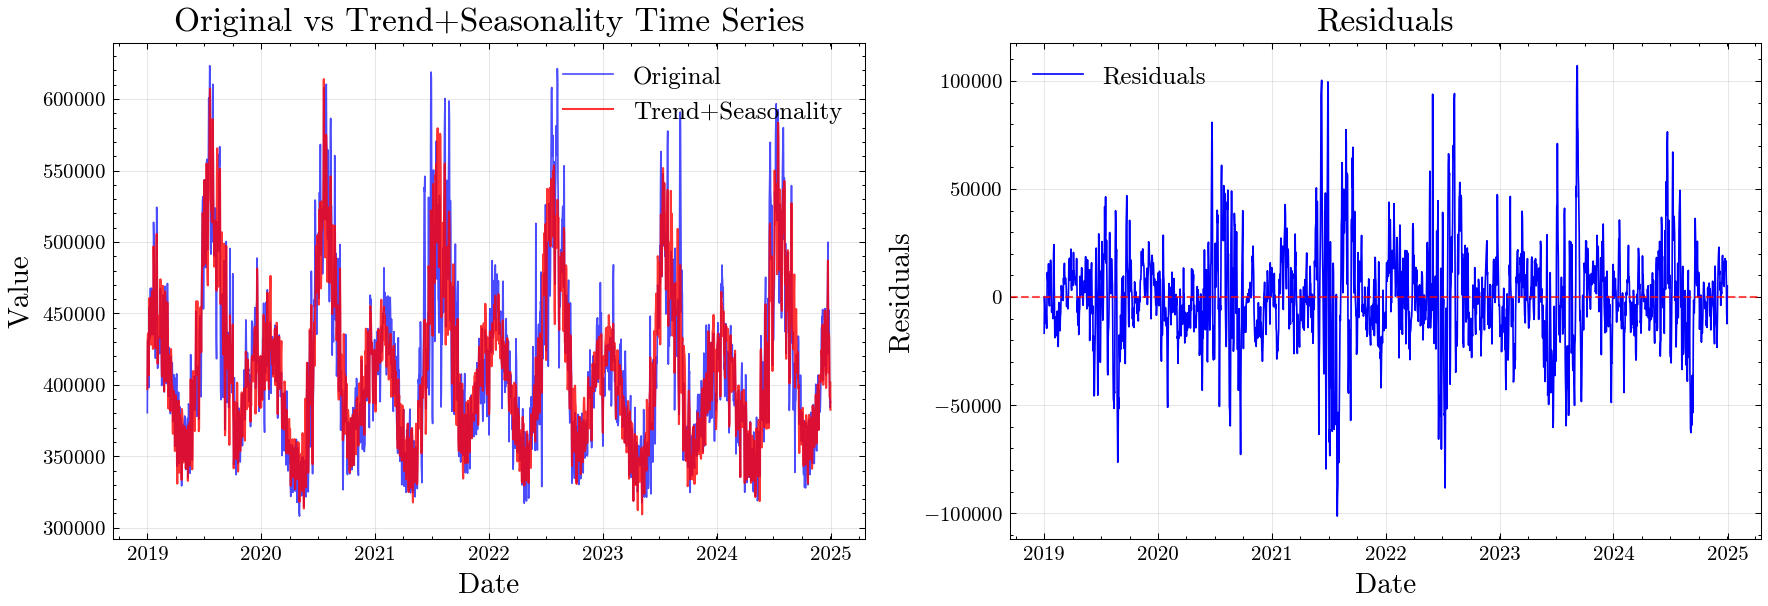 Original vs Trend+Seasonality Time Series
Original
Trend+Seasonality
Value
600000
550000
500000
450000
400000
350000
300000
2019 2020 2021 2022 2023 2024 2025
Date
Residuals
Residuals
Residuals
100000
50000
0
−50000
−100000
2019 2020 2021 2022 2023 2024 2025
Date